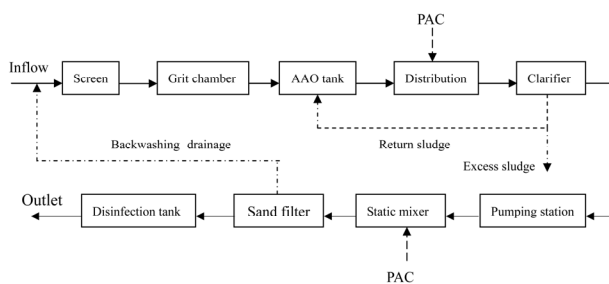 PAC
Inflow
Screen
Grit chamber
AAO tank
Distribution
Clarifier
Backwashing drainage
Return sludge
Excess sludge
Outlet
Disinfection tank
Sand filter
Static mixer
Pumping station
PAC